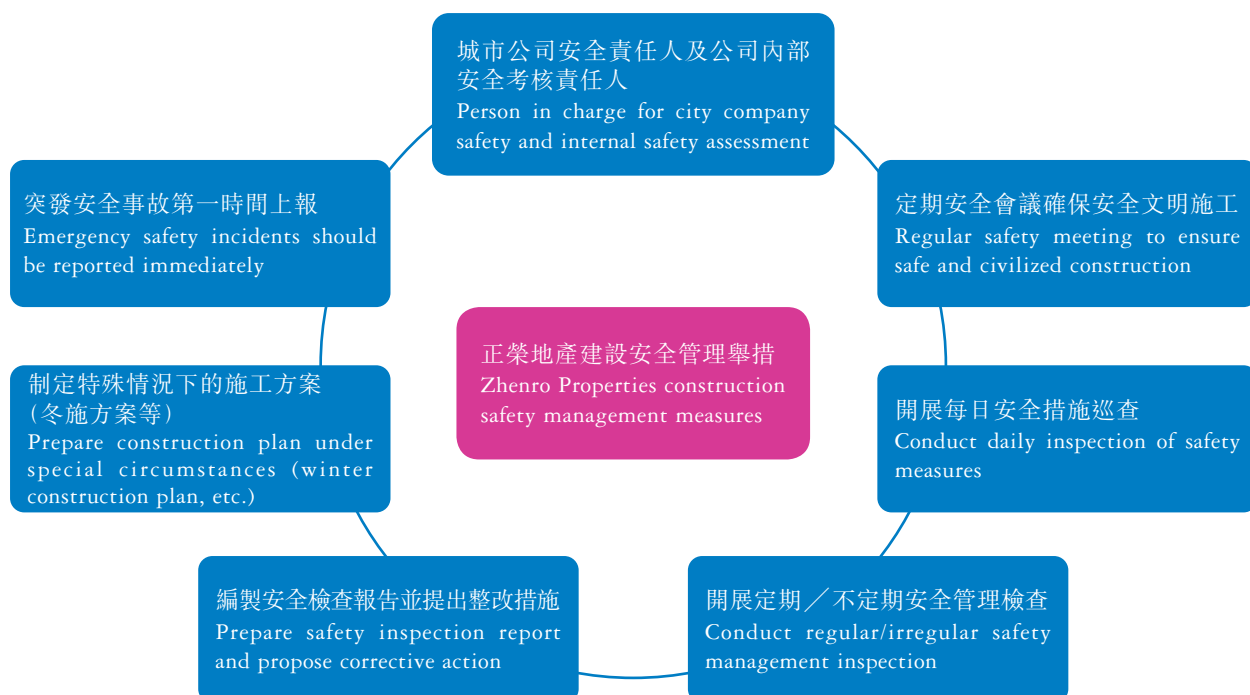 城市公司安全責任人及公司內部
安全考核責任人
Person in charge for city company
safety and internal safety assessment
定期安全會議確保安全文明施工
Regular safety meeting to ensure
safe and civilized construction
開展每日安全措施巡查
Conduct daily inspection of safety
measures
開展定期／不定期安全管理檢查
Conduct regular/irregular safety
management inspection
編製安全檢查報告並提出整改措施
Prepare safety inspection report
and propose corrective action
制定特殊情況下的施工方案
(冬施方案等)
Prepare construction plan under
special circumstances (winter
construction plan, etc.)
突發安全事故第一時間上報
Emergency safety incidents should
be reported immediately
正榮地產建設安全管理舉措
Zhenro Properties construction
safety management measures